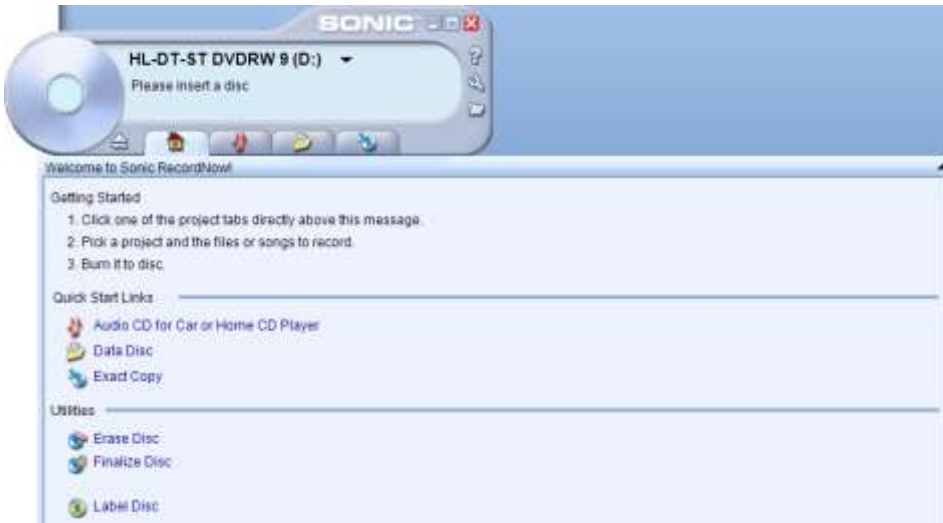 SONIC
HL-DT-ST DVDRW 9 (D:)
Please insert a disc
Welcome to Sonic RecordNow!
Getting Started
1. Click one of the project tabs directly above this message.
2. Pick a project and the files or songs to record.
3. Burn it to disc.
Quick Start Links
Audio CD for Car or Home CD Player
Data Disc
Exact Copy
Utilities
Erase Disc
Finalize Disc
Label Disc